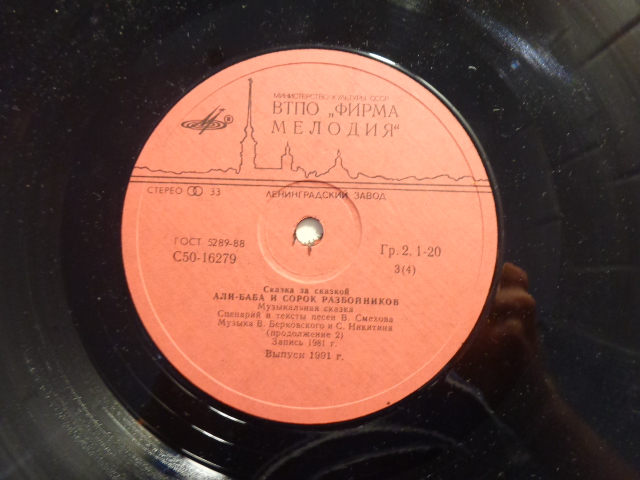 МИНИСТЕРСТВО КУЛЬТУРЫ СССР
ВТПО „ФИРМА
МЕЛОДИЯ“
СТЕРЕО 33
ЛЕНИНГРАДСКИЙ ЗАВОД
ГОСТ 5289-88
С50-16279
Гр. 2. 1-20
3(4)
Сказка за сказкой
АЛИ-БАБА И СОРОК РАЗБОЙНИКОВ
Музыкальная сказка
Сценарий и тексты песен В. Смехова
Музыка В. Берковского и С. Никитина
(продолжение 2)
Запись 1981 г.
Выпуск 1991 г.